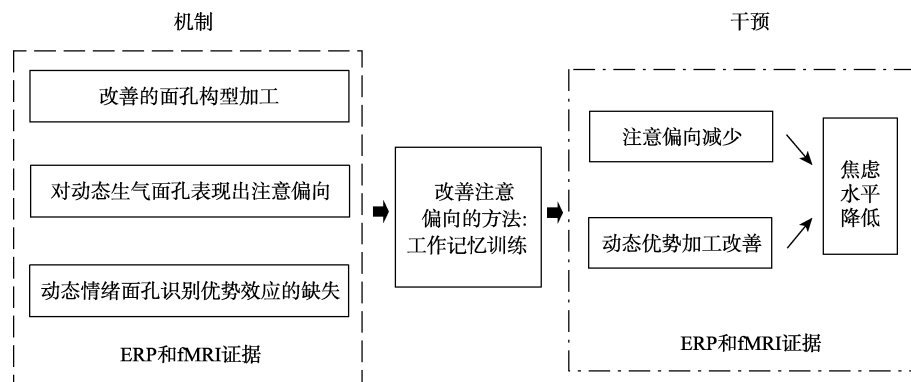 机制
干预
改善的面孔构型加工
对动态生气面孔表现出注意偏向
动态情绪面孔识别优势效应的缺失
ERP和fMRI证据
改善注意
偏向的方法:
工作记忆训练
注意偏向减少
动态优势加工改善
焦虑
水平
降低
ERP和fMRI证据